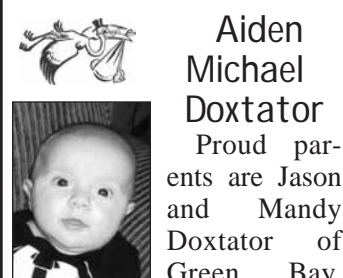 Aiden
Michael
Doxtator
Proud par-
ents are Jason
and Mandy
Doxtator of
Green Bay,